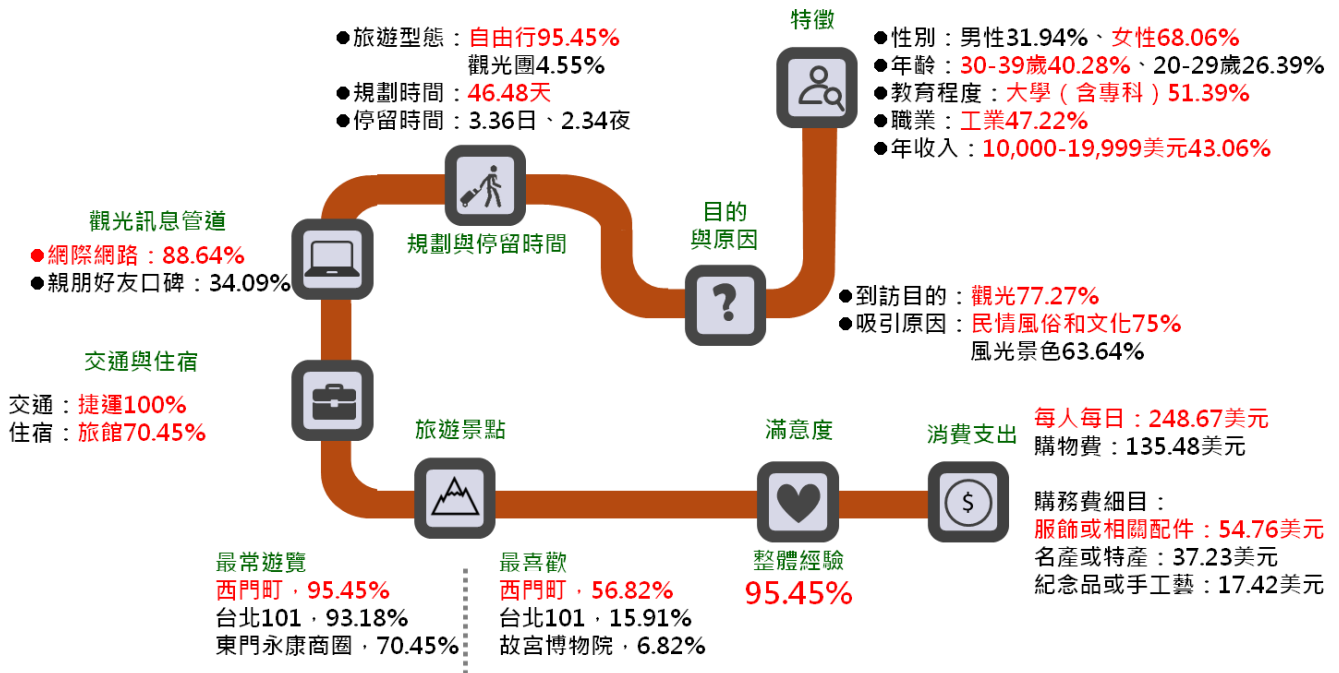 特徵
●性別：男性31.94%、女性68.06%
●年齡：30-39歲40.28%、20-29歲26.39%
●教育程度：大學（含專科）51.39%
●職業：工業47.22%
●年收入：10,000-19,999美元43.06%
目的
與原因
●到訪目的：觀光77.27%
●吸引原因：民情風俗和文化75%
風光景色63.64%
●旅遊型態：自由行95.45%
觀光團4.55%
●規劃時間：46.48天
●停留時間：3.36日、2.34夜
規劃與停留時間
觀光訊息管道
●網際網路：88.64%
●親朋好友口碑：34.09%
交通與住宿
交通：捷運100%
住宿：旅館70.45%
旅遊景點
最常遊覽
西門町，95.45%
台北101，93.18%
東門永康商圈，70.45%
最喜歡
西門町，56.82%
台北101，15.91%
故宮博物院，6.82%
滿意度
整體經驗
95.45%
消費支出
$
每人每日：248.67美元
購物費：135.48美元
購務費細目：
服飾或相關配件：54.76美元
名產或特產：37.23美元
紀念品或手工藝：17.42美元